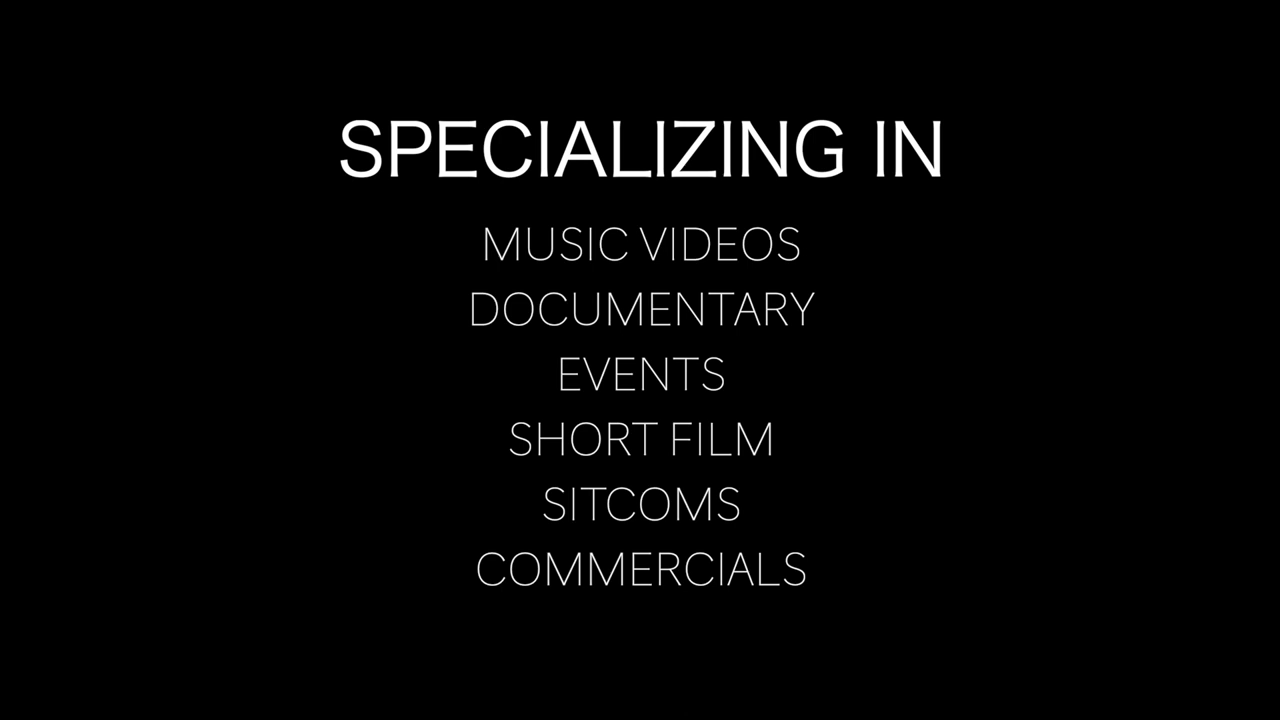 SPECIALIZING IN
MUSIC VIDEOS
DOCUMENTARY
EVENTS
SHORT FILM
SITCOMS
COMMERCIALS